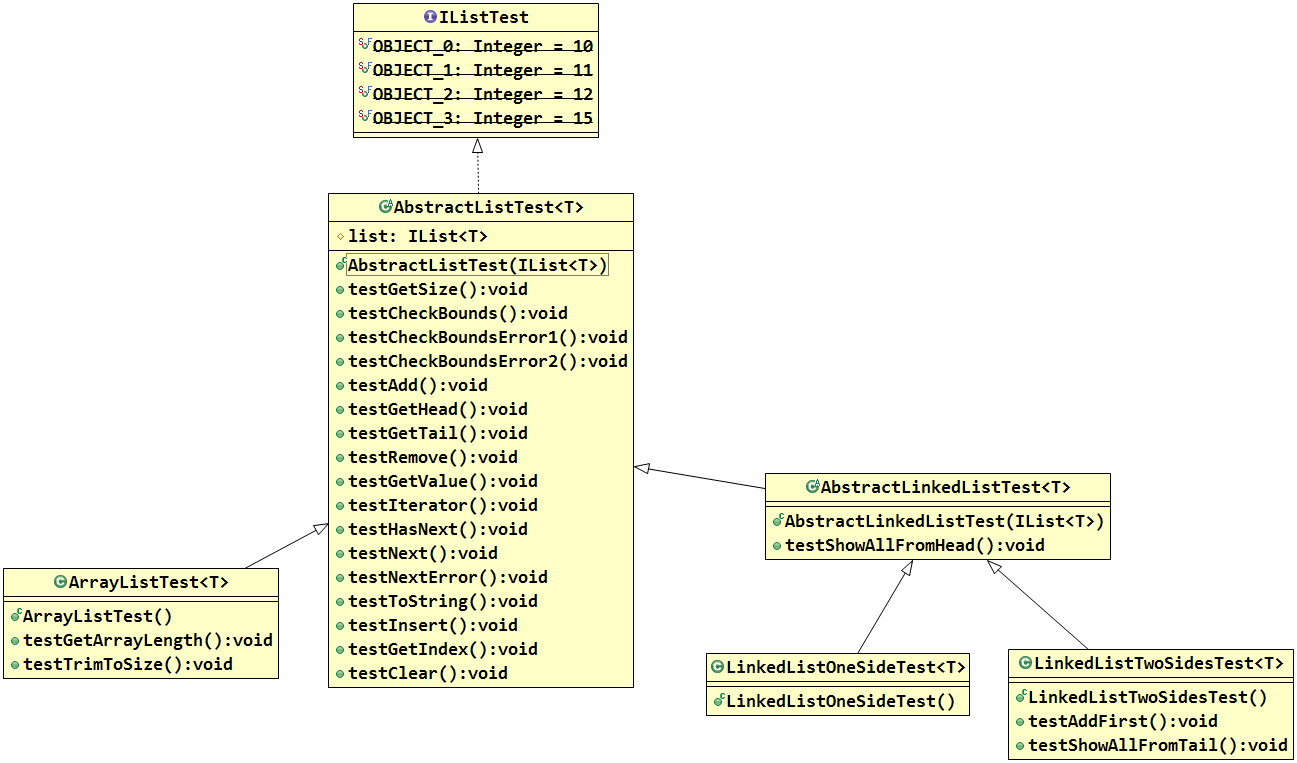 IListTest
OBJECT_0: Integer = 10
OBJECT_1: Integer = 11
OBJECT_2: Integer = 12
OBJECT_3: Integer = 15
AbstractListTest<T>
list: IList<T>
AbstractListTest(IList<T>)
testGetSize():void
testCheckBounds():void
testCheckBoundsError1():void
testCheckBoundsError2():void
testAdd():void
testGetHead():void
testGetTail():void
testRemove():void
testGetValue():void
testIterator():void
testHasNext():void
testNext():void
testNextError():void
testToString():void
testInsert():void
testGetIndex():void
testClear():void
ArrayListTest<T>
ArrayListTest()
testGetArrayLength():void
testTrimToSize():void
AbstractLinkedListTest<T>
AbstractLinkedListTest(IList<T>)
testShowAllFromHead():void
LinkedListOneSideTest<T>
LinkedListOneSideTest()
LinkedListTwoSidesTest<T>
LinkedListTwoSidesTest()
testAddFirst():void
testShowAllFromTail():void